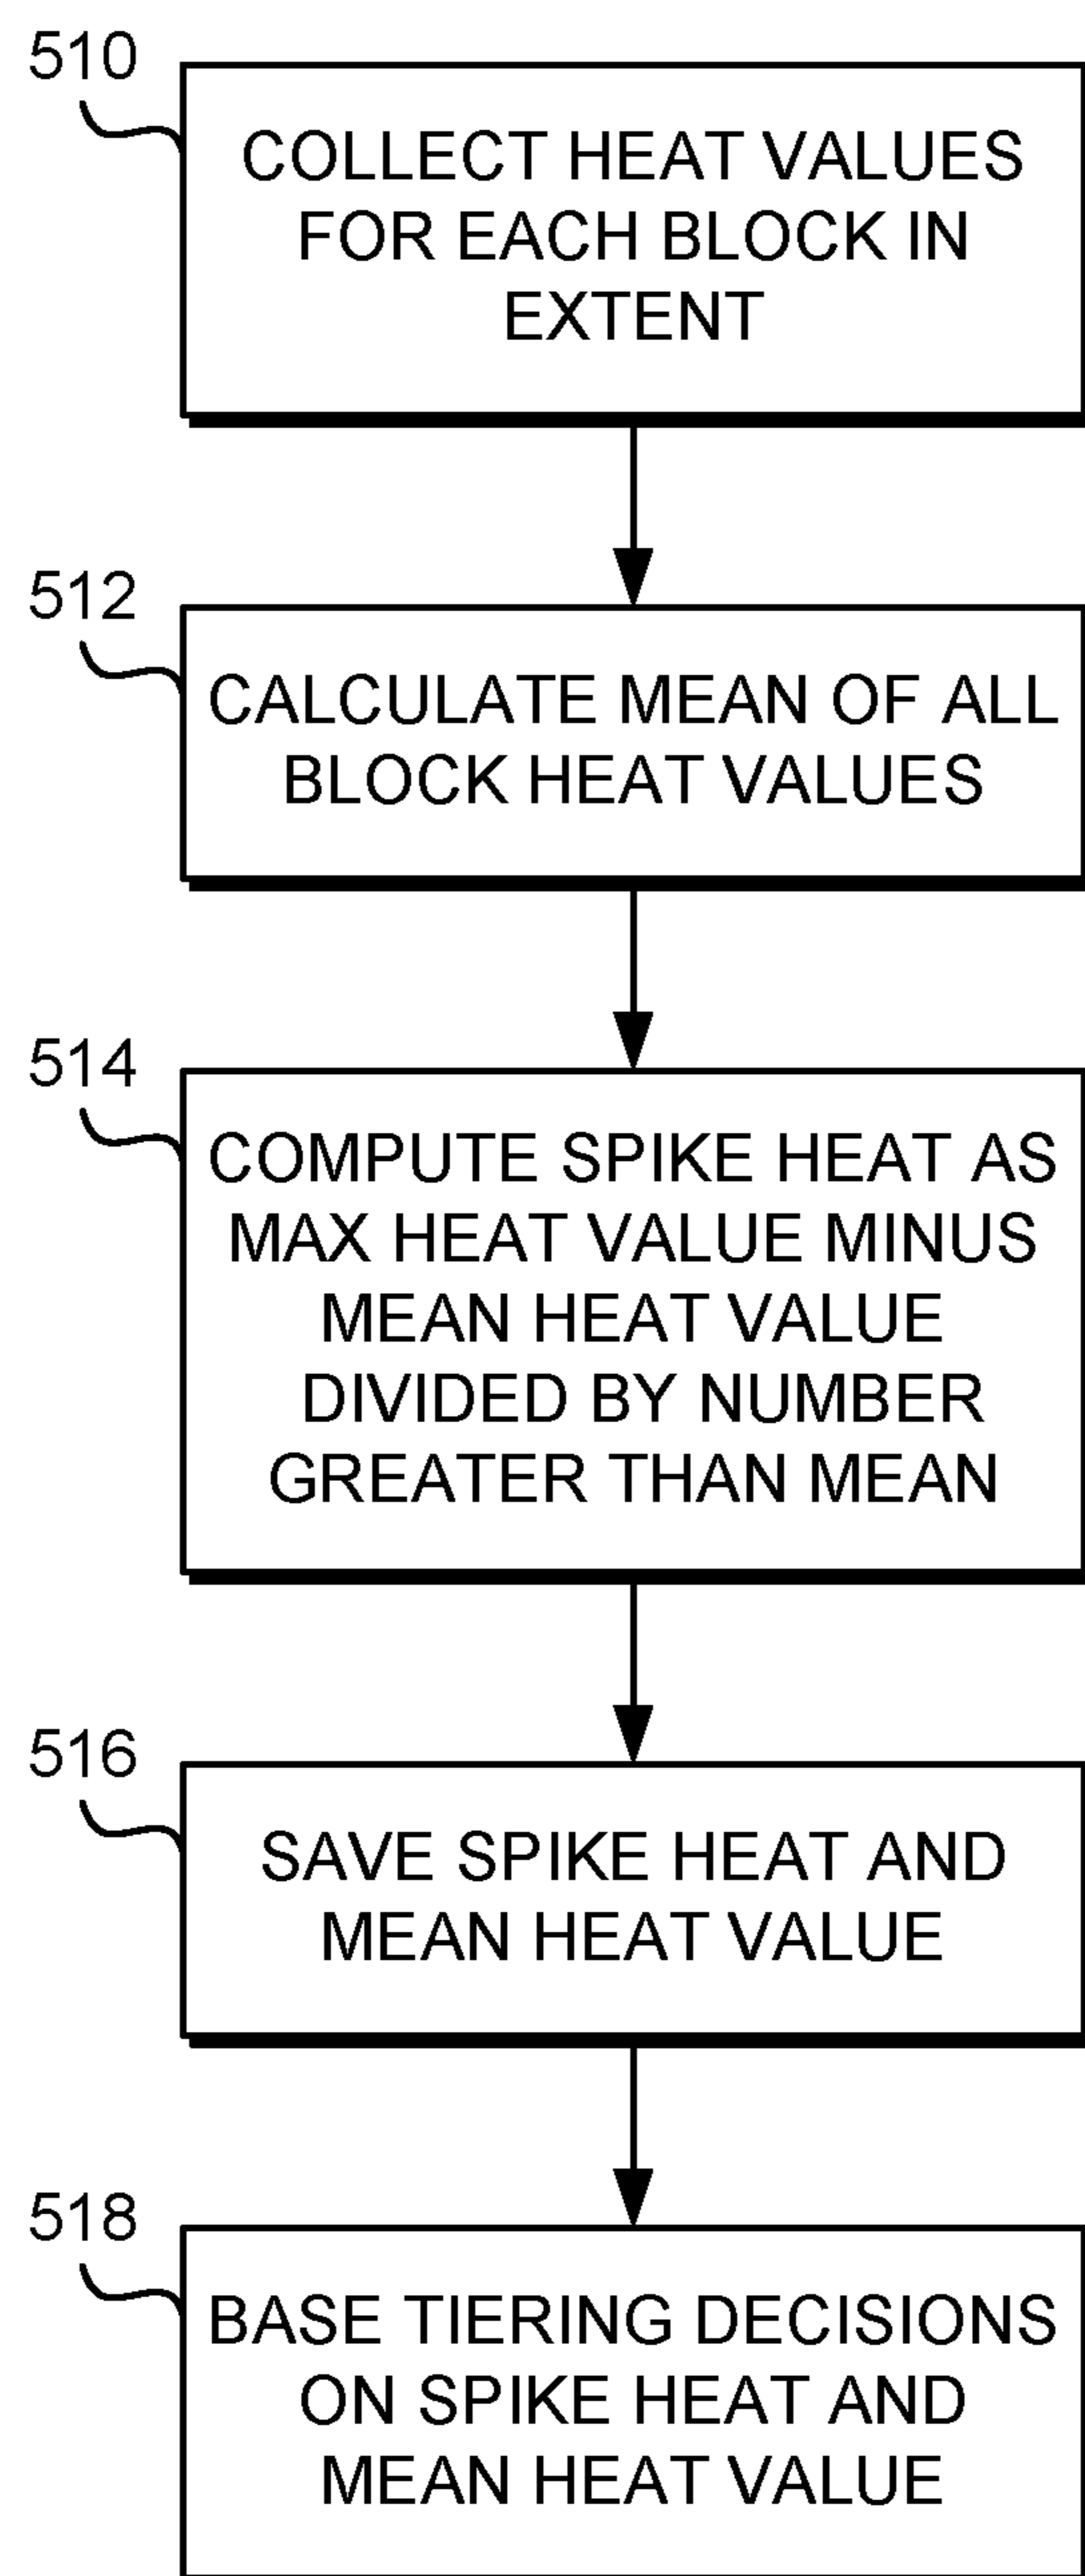 510
COLLECT HEAT VALUES
FOR EACH BLOCK IN
EXTENT
512
CALCULATE MEAN OF ALL
BLOCK HEAT VALUES
514
COMPUTE SPIKE HEAT AS
MAX HEAT VALUE MINUS
MEAN HEAT VALUE
DIVIDED BY NUMBER
GREATER THAN MEAN
516
SAVE SPIKE HEAT AND
MEAN HEAT VALUE
518
BASE TIERING DECISIONS
ON SPIKE HEAT AND
MEAN HEAT VALUE